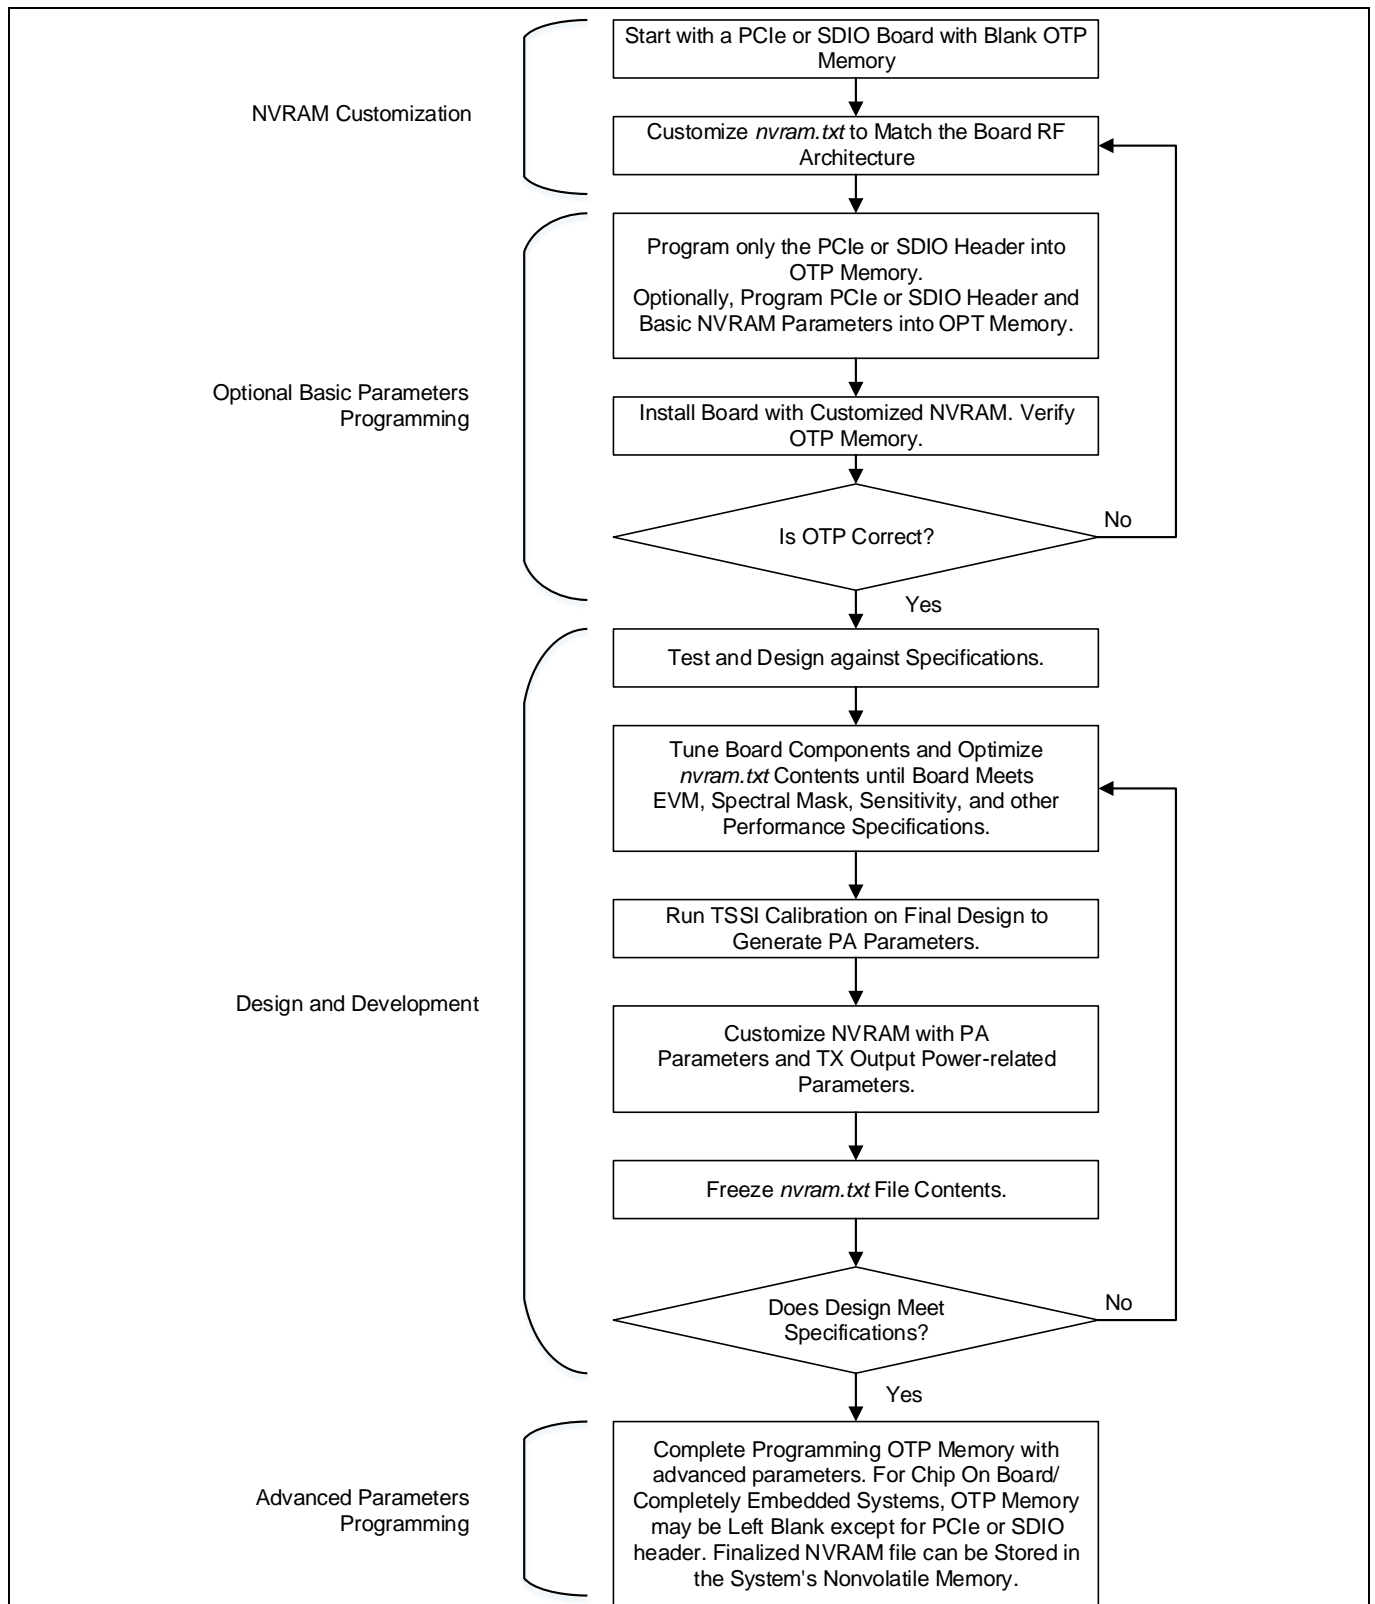 Start with a PCIe or SDIO Board with Blank OTP
Memory
NVRAM Customization
Customize nvram.txt to Match the Board RF
Architecture
Program only the PCIe or SDIO Header into
OTP Memory.
Optionally, Program PCIe or SDIO Header and
Basic NVRAM Parameters into OPT Memory.
Optional Basic Parameters
Programming
Install Board with Customized NVRAM. Verify
OTP Memory.
Is OTP Correct?
No
Yes
Test and Design against Specifications.
Tune Board Components and Optimize
nvram.txt Contents until Board Meets
EVM, Spectral Mask, Sensitivity, and other
Performance Specifications.
Run TSSI Calibration on Final Design to
Generate PA Parameters.
Design and Development
Customize NVRAM with PA
Parameters and TX Output Power-related
Parameters.
Freeze nvram.txt File Contents.
Does Design Meet
Specifications?
No
Yes
Complete Programming OTP Memory with
advanced parameters. For Chip On Board/
Completely Embedded Systems, OTP Memory
may be Left Blank except for PCIe or SDIO
header. Finalized NVRAM file can be Stored in
the System's Nonvolatile Memory.
Advanced Parameters
Programming